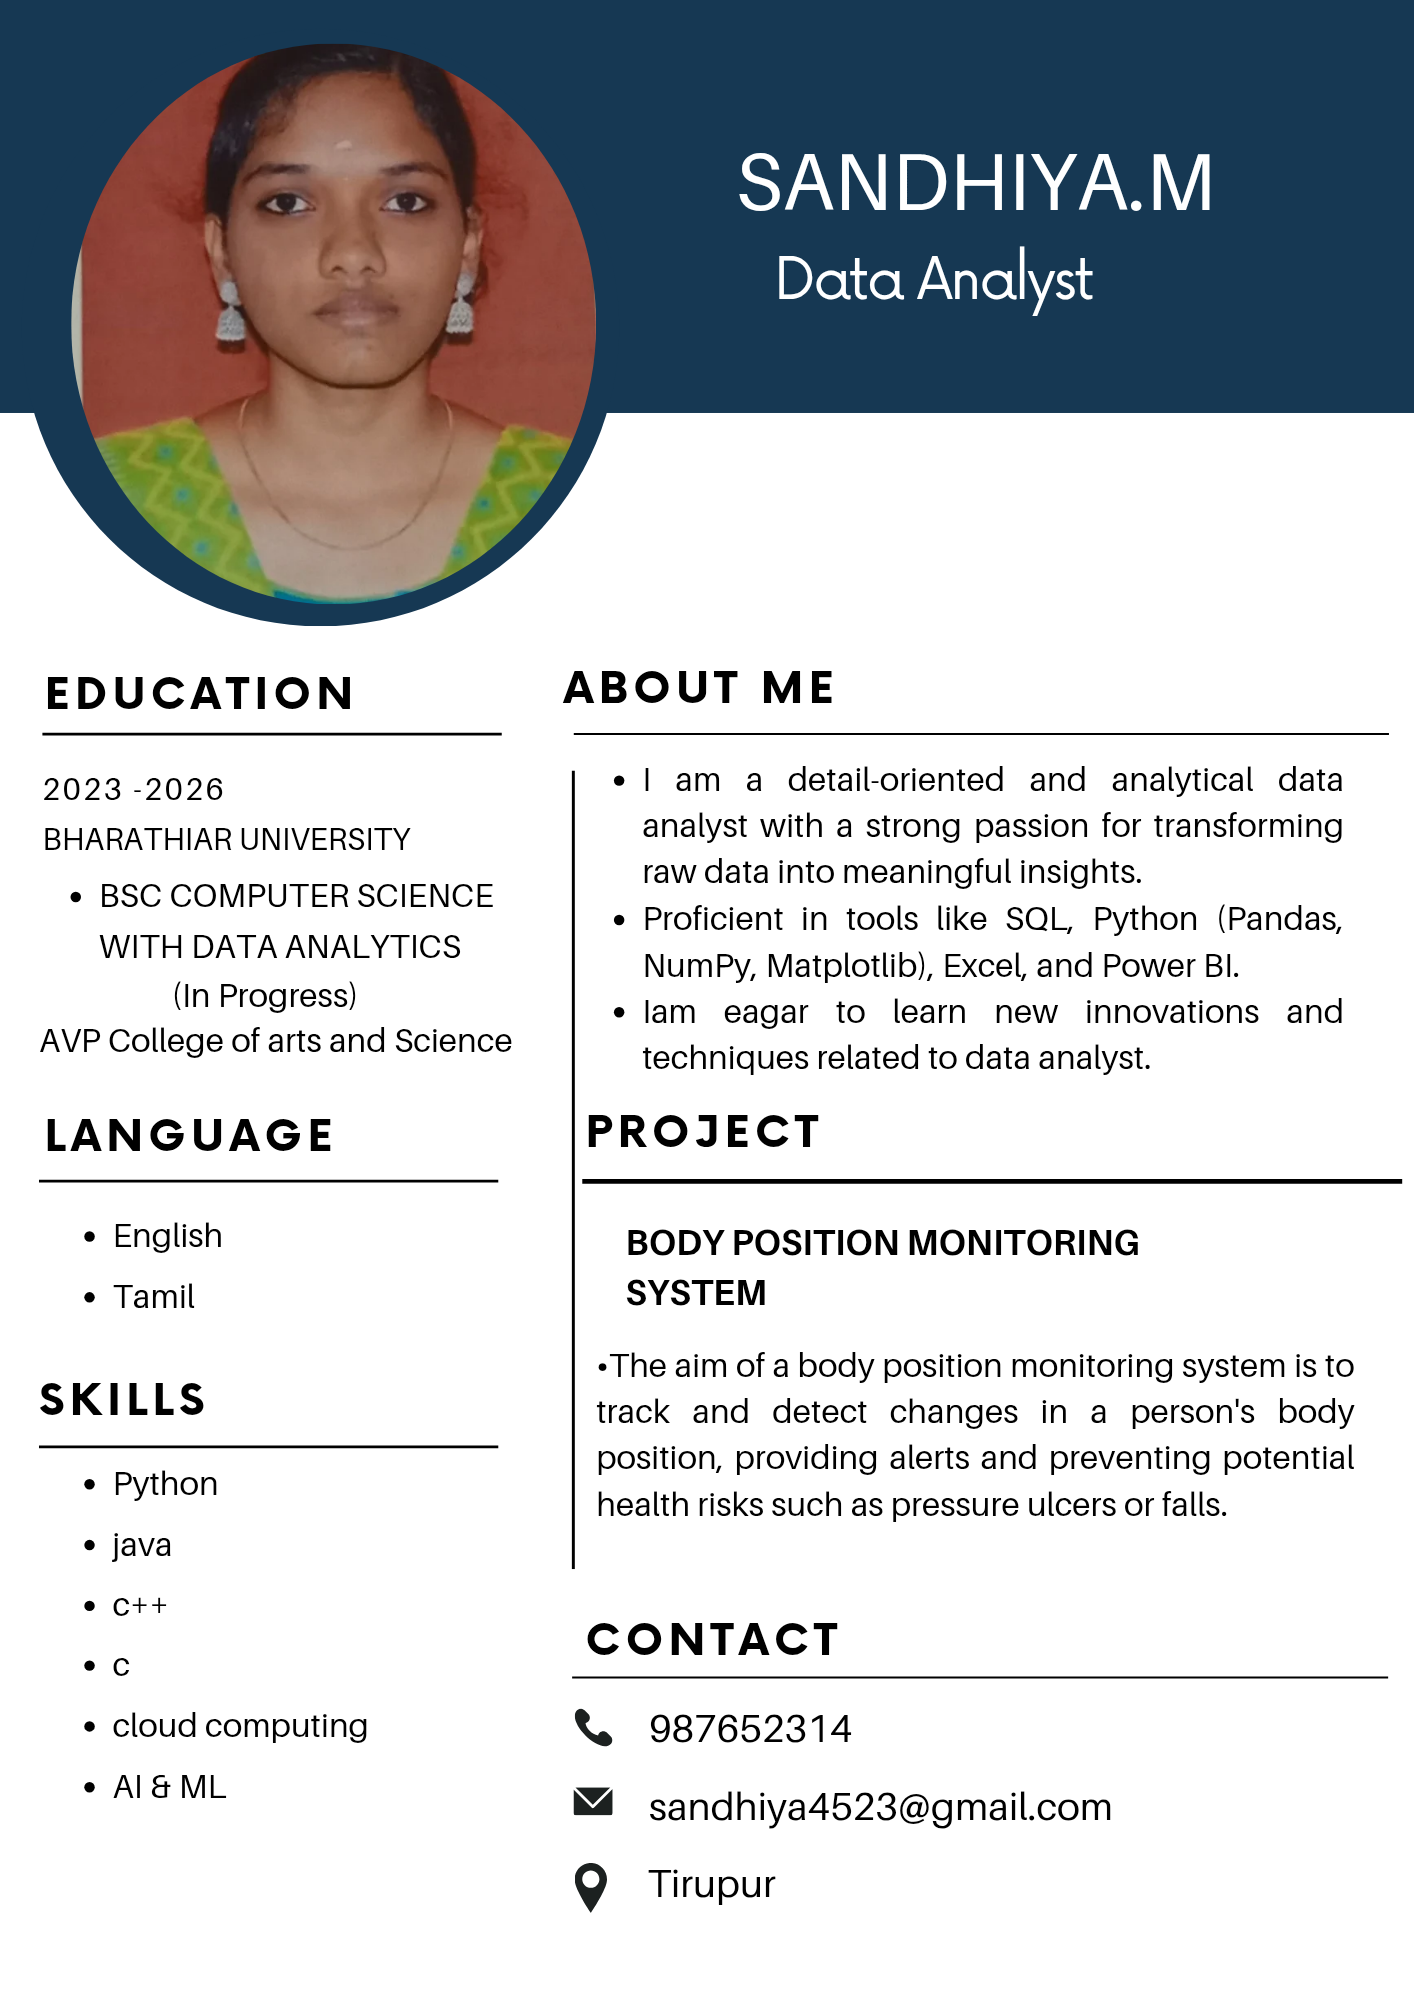 SANDHIYA.M
Data Analyst
EDUCATION
2023 -2026
BHARATHIAR UNIVERSITY
• BSC COMPUTER SCIENCE
WITH DATA ANALYTICS
(In Progress)
AVP College of arts and Science
LANGUAGE
• English
• Tamil
SKILLS
• Python
• java
• c++
• c
• cloud computing
• AI & ML
ABOUT ME
• I am a detail-oriented and analytical data
analyst with a strong passion for transforming
raw data into meaningful insights.
• Proficient in tools like SQL, Python (Pandas,
NumPy, Matplotlib), Excel, and Power BI.
• Iam eagar to learn new innovations and
techniques related to data analyst.
PROJECT
BODY POSITION MONITORING
SYSTEM
•The aim of a body position monitoring system is to
track and detect changes in a person's body
position, providing alerts and preventing potential
health risks such as pressure ulcers or falls.
CONTACT
987652314
sandhiya4523@gmail.com
Tirupur